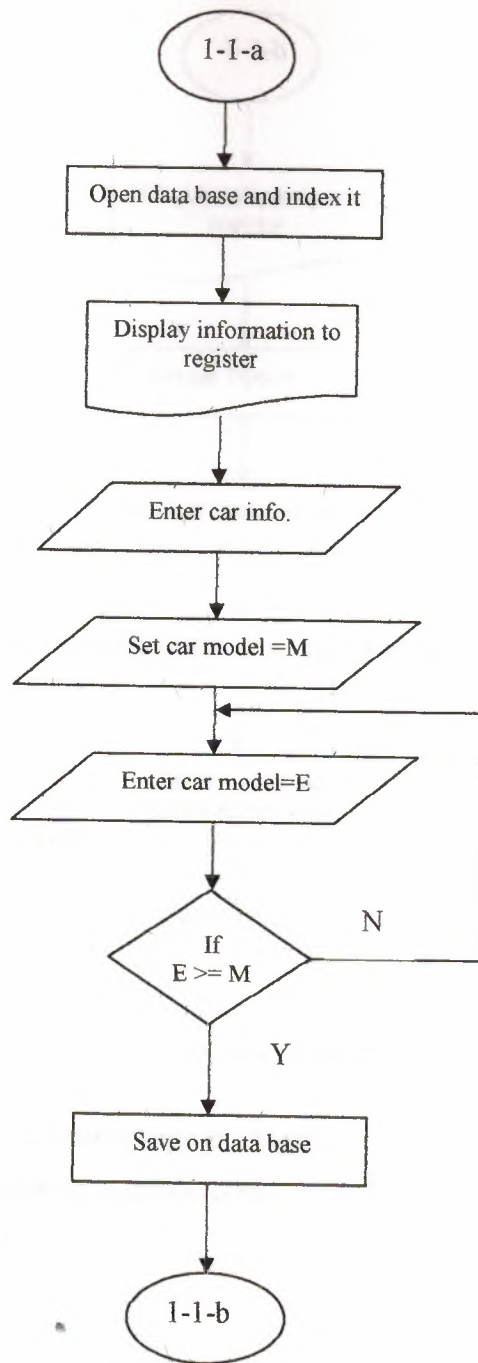 1-1-a
Open data base and index it
Display information to
register
Enter car info.
Set car model =M
Enter car model=E
If
E >= M
N
Y
Save on data base
1-1-b